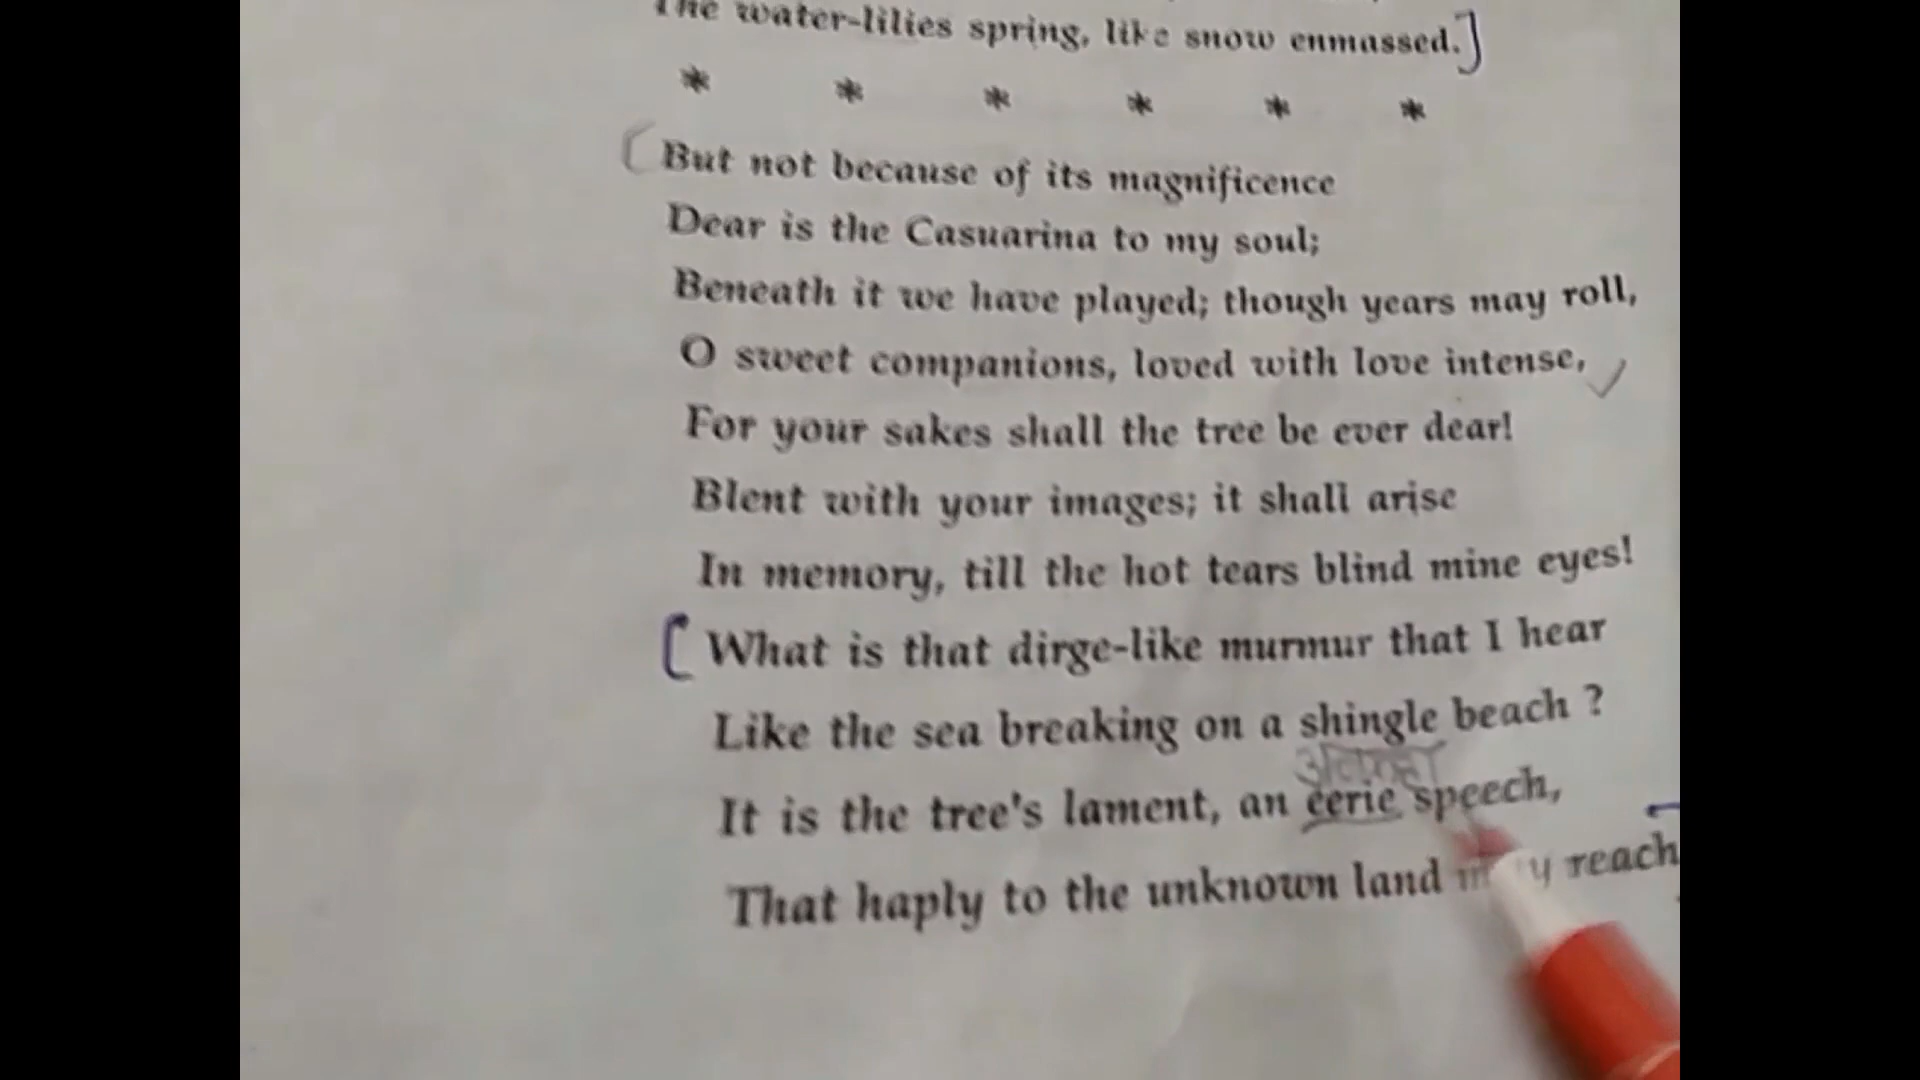 The water-lilies spring, like snow enmassed.]
* * * * * *
But not because of its magnificence
Dear is the Casuarina to my soul;
Beneath it we have played; though years may roll,
O sweet companions, loved with love intense,
For your sakes shall the tree be ever dear!
Blent with your images; it shall arise
In memory, till the hot tears blind mine eyes!
What is that dirge-like murmur that I hear
Like the sea breaking on a shingle beach ?
It is the tree's lament, an eerie speech,
That haply to the unknown land may reach